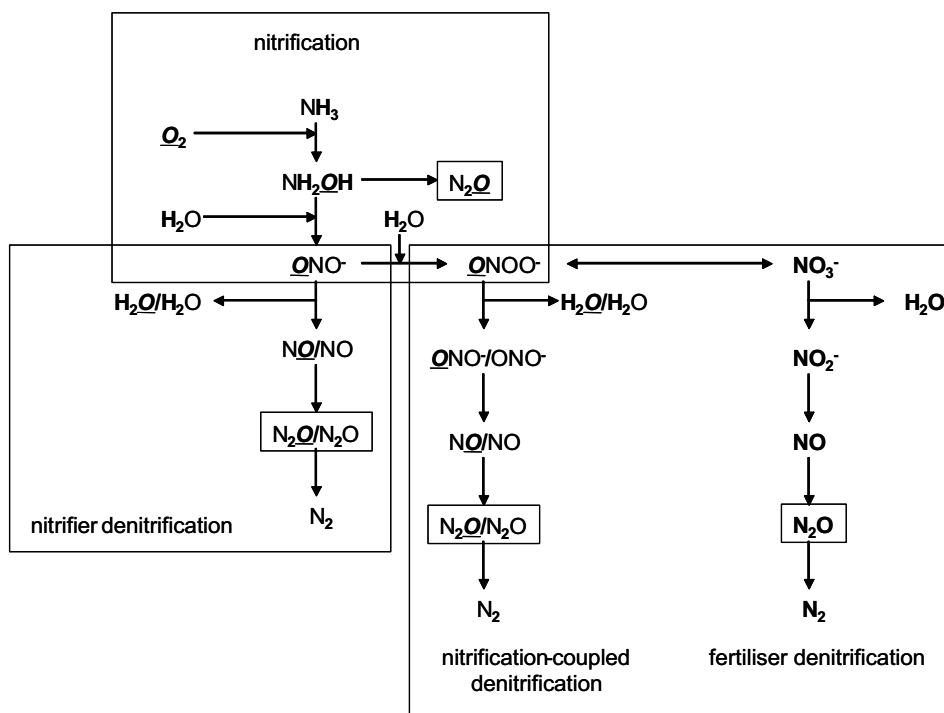 nitrification
NH₃
O₂
NH₂OH
N₂O
H₂O
H₂O
ONO⁻
ONOO⁻
NO₃⁻
H₂O/H₂O
H₂O/H₂O
H₂O
NO/NO
ONO⁻/ONO⁻
NO₂⁻
N₂O/N₂O
NO/NO
NO
N₂
nitrifier denitrification
N₂O/N₂O
N₂O
N₂
N₂
nitrification-coupled
denitrification
fertiliser denitrification